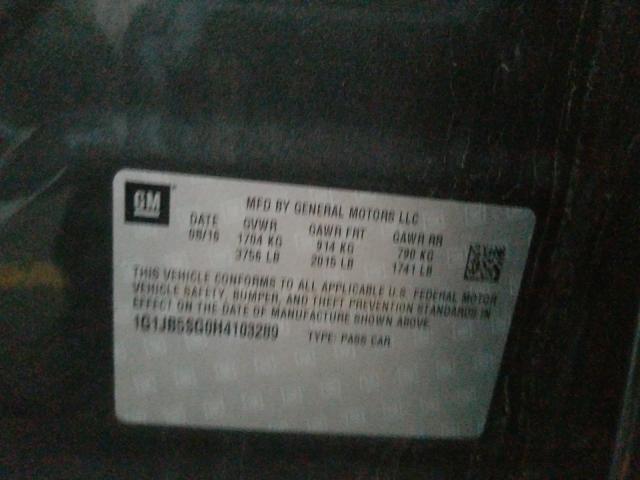 GM
MFD BY GENERAL MOTORS LLC
DATE GVWR GAWR FRT GAWR RR
08/16 1704 KG 914 KG 790 KG
3756 LB 2015 LB 1741 LB
THIS VEHICLE CONFORMS TO ALL APPLICABLE U.S. FEDERAL MOTOR
VEHICLE SAFETY, BUMPER, AND THEFT PREVENTION STANDARDS IN
EFFECT ON THE DATE OF MANUFACTURE SHOWN ABOVE.
1G1JB5SG0H4103289 TYPE: PASS CAR